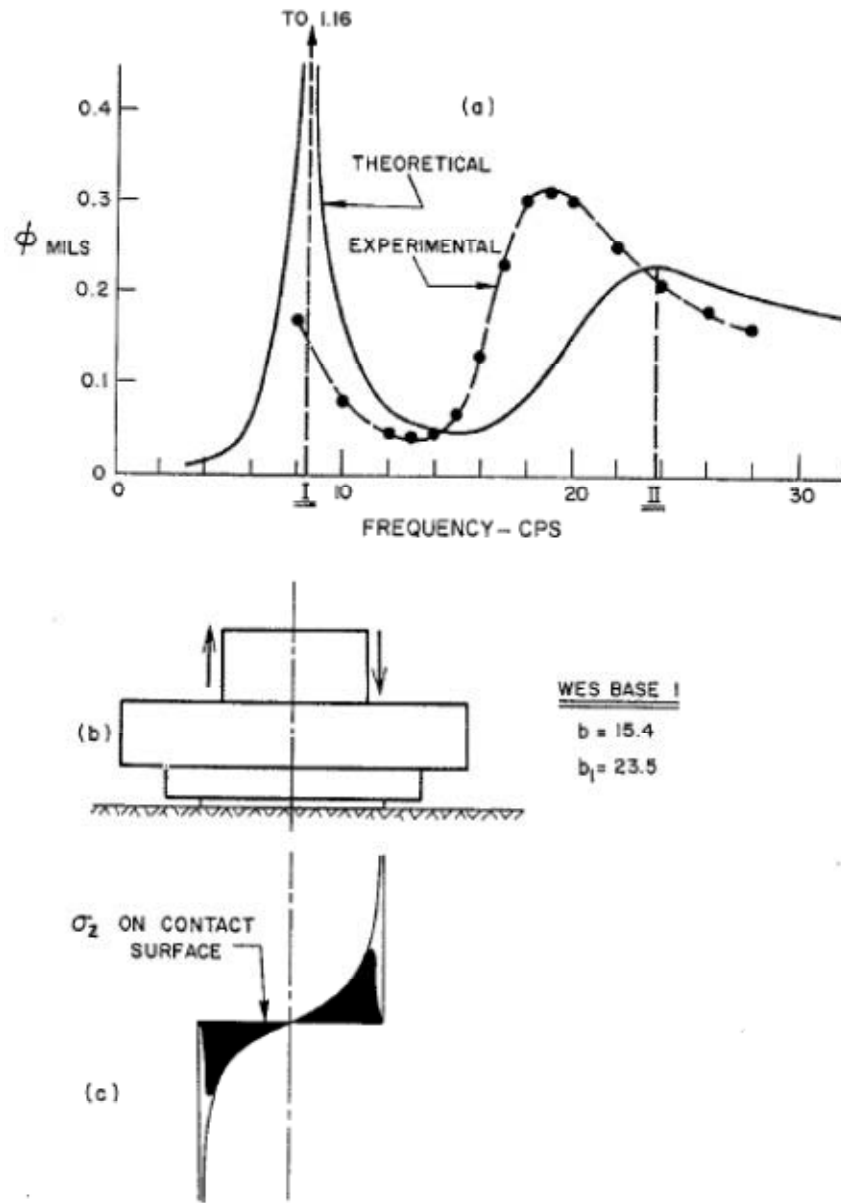 TO 1.16
0.4
(a)
THEORETICAL
0.3
ϕ MILS
EXPERIMENTAL
0.2
0.1
0
0 I 10 20 II 30
FREQUENCY - CPS
(b)
WES BASE 1
b = 15.4
b₁ = 23.5
σz ON CONTACT
SURFACE
(c)